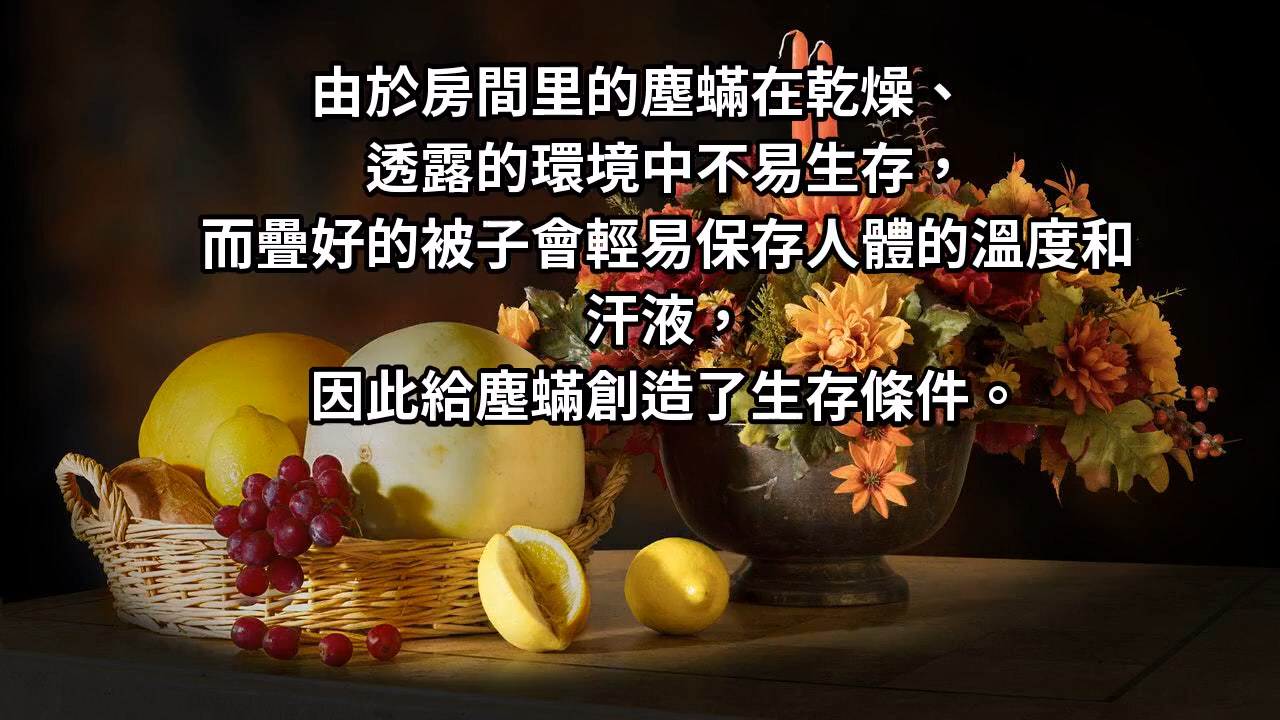 由於房間里的塵蟎在乾燥、
透露的環境中不易生存，
而疊好的被子會輕易保存人體的溫度和
汗液，
因此給塵蟎創造了生存條件。